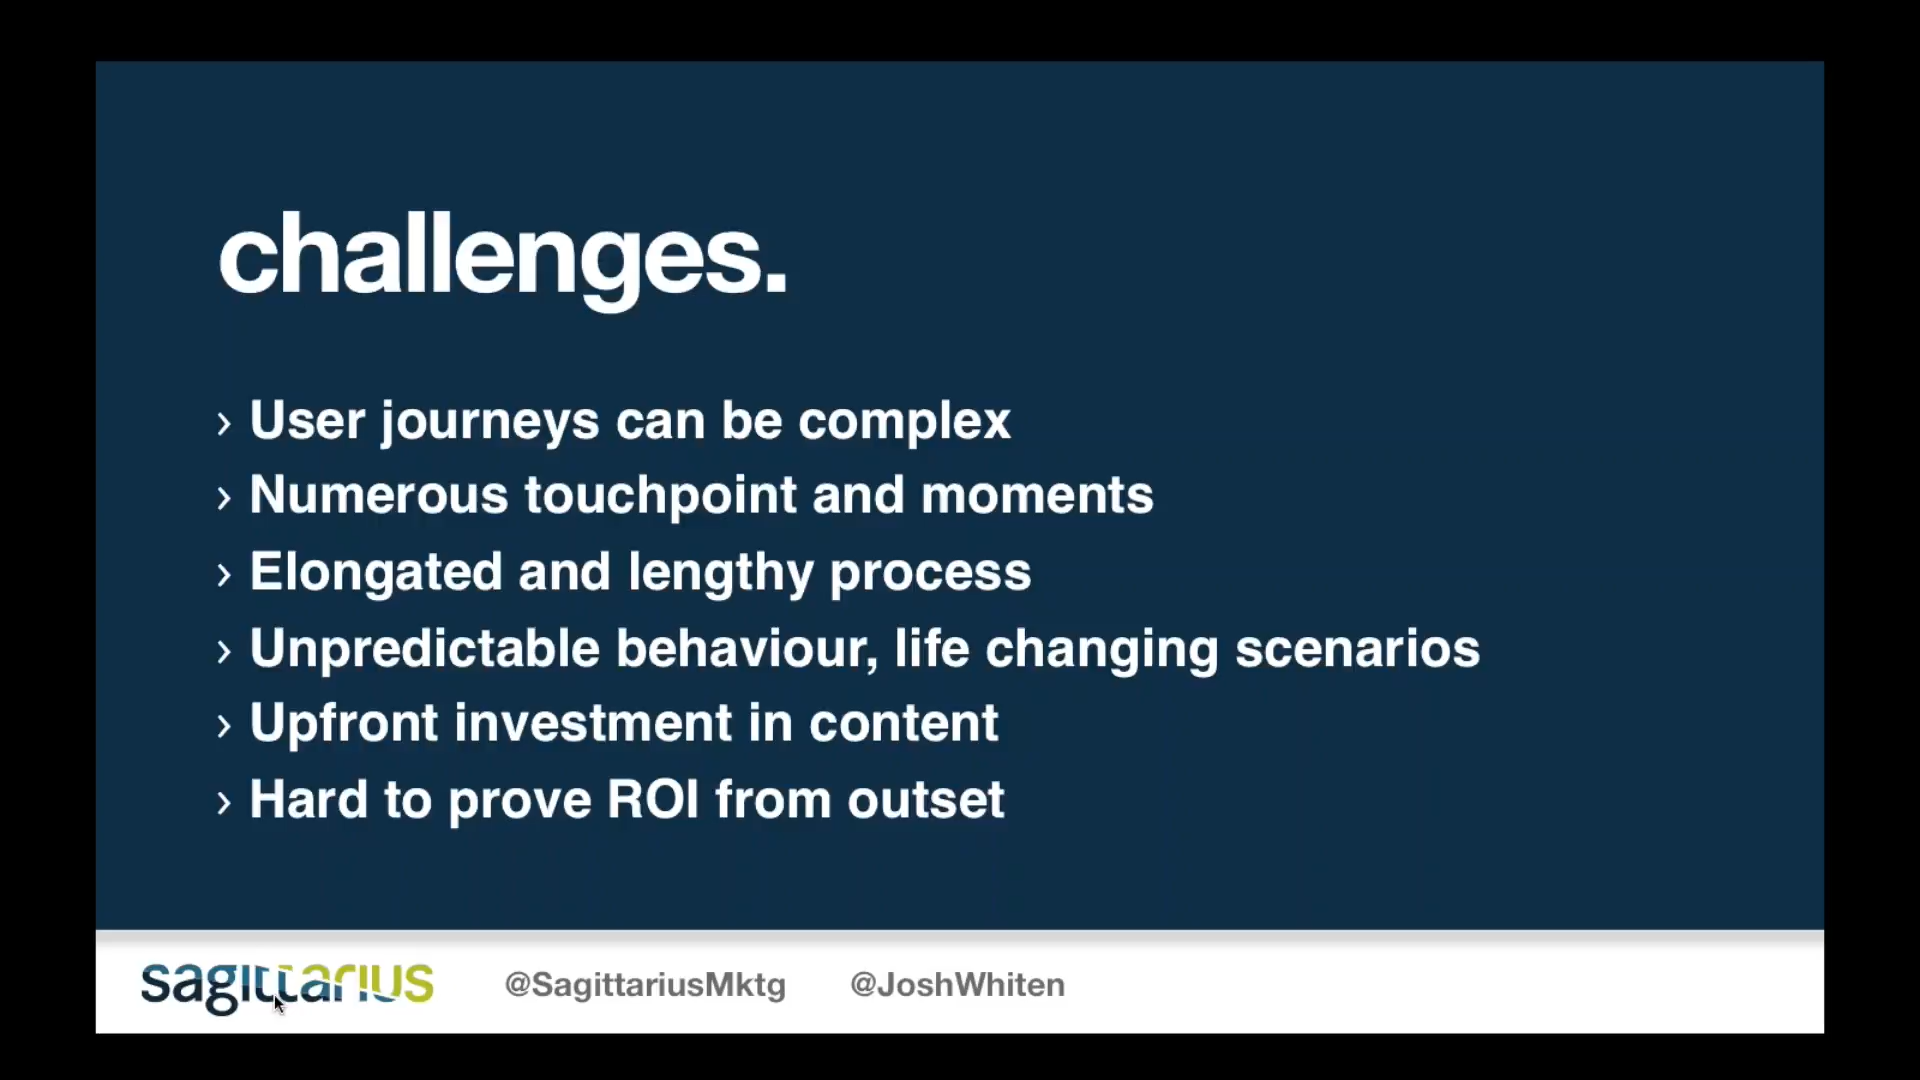 challenges.
› User journeys can be complex
› Numerous touchpoint and moments
› Elongated and lengthy process
› Unpredictable behaviour, life changing scenarios
› Upfront investment in content
› Hard to prove ROI from outset
sagittarius @SagittariusMktg @JoshWhiten